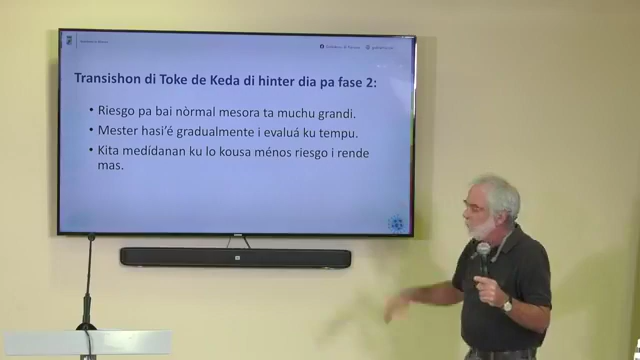 Transishon di Toke de Keda di hinter dia pa fase 2:
• Riesgo pa bai nòrmal mesora ta muchu grandi.
• Mester hasi'é gradualmente i evaluá ku tempu.
• Kita medídanan ku lo kousa ménos riesgo i rende
mas.